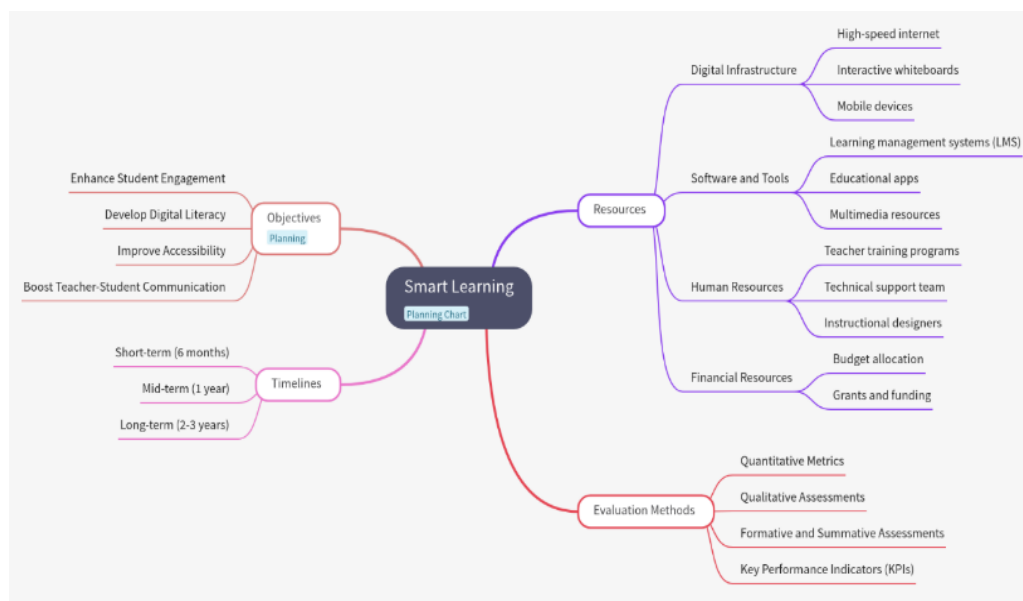 Smart Learning
Planning Chart
Objectives
Planning
Enhance Student Engagement
Develop Digital Literacy
Improve Accessibility
Boost Teacher-Student Communication
Timelines
Short-term (6 months)
Mid-term (1 year)
Long-term (2-3 years)
Resources
Digital Infrastructure
High-speed internet
Interactive whiteboards
Mobile devices
Software and Tools
Learning management systems (LMS)
Educational apps
Multimedia resources
Human Resources
Teacher training programs
Technical support team
Instructional designers
Financial Resources
Budget allocation
Grants and funding
Evaluation Methods
Quantitative Metrics
Qualitative Assessments
Formative and Summative Assessments
Key Performance Indicators (KPIs)